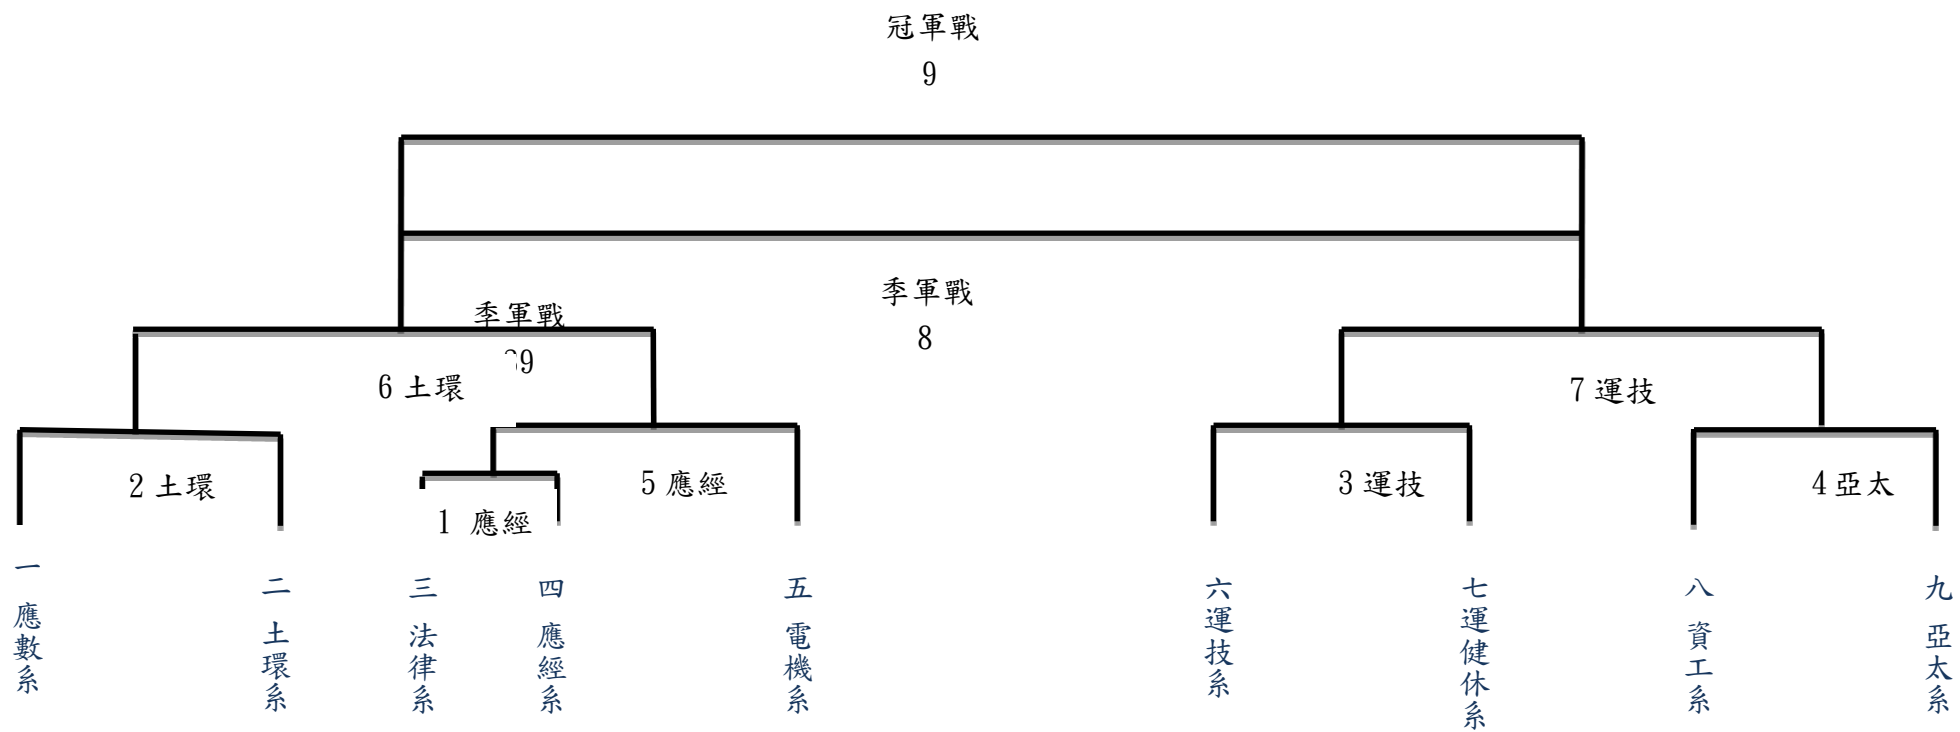 冠軍戰
9
季軍戰
8
季軍戰
9
6 土環
7 運技
2 土環
1 應經
5 應經
3 運技
4 亞太
一 應數系
二 土環系
三 法律系
四 應經系
五 電機系
六 運技系
七 運健休系
八 資工系
九 亞太系